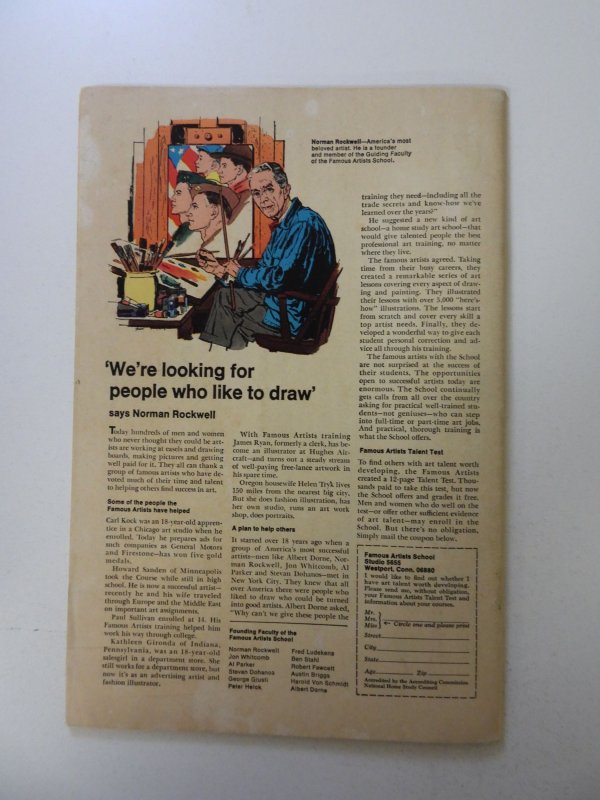 Norman Rockwell—America's most
beloved artist. He is a founder
and member of the Guiding Faculty
of the Famous Artists School.
'We're looking for
people who like to draw'
says Norman Rockwell
Today hundreds of men and women
who never thought they could be art-
ists are working at easels and drawing
boards, making pictures and getting
well paid for it. They all can thank a
group of famous artists who have de-
voted much of their time and talent
to helping others find success in art.
Some of the people the
Famous Artists have helped
Carl Kock was an 18-year-old appren-
tice in a Chicago art studio when he
enrolled. Today he prepares ads for
such companies as General Motors
and Firestone—has won five gold
medals.
Howard Sanden of Minneapolis
took the Course while still in high
school. He is now a successful artist—
recently he and his wife traveled
through Europe and the Middle East
on important art assignments.
Paul Sullivan enrolled at 14. His
Famous Artists training helped him
work his way through college.
Kathleen Gironda of Indiana,
Pennsylvania, was an 18-year-old
salesgirl in a department store. She
still works for a department store, but
now it's as an advertising artist and
fashion illustrator.
With Famous Artists training
James Ryan, formerly a clerk, has be-
come an illustrator at Hughes Air-
craft—and turns out a steady stream
of well-paying free-lance artwork in
his spare time.
Oregon housewife Helen Tryk lives
150 miles from the nearest big city.
But she does fashion illustration, has
her own studio, runs an art work
shop, does portraits.
A plan to help others
It started over 18 years ago when a
group of America's most successful
artists—men like Albert Dorne, Nor-
man Rockwell, Jon Whitcomb, Al
Parker and Stevan Dohanos—met in
New York City. They knew that all
over America there were people who
liked to draw who could be turned
into good artists. Albert Dorne asked,
"Why can't we give these people the
Founding Faculty of the
Famous Artists School
Norman Rockwell
Jon Whitcomb
Al Parker
Stevan Dohanos
George Giusti
Peter Helck
Fred Ludekens
Ben Stahl
Robert Fawcett
Austin Briggs
Harold Von Schmidt
Albert Dorne
training they need—including all the
trade secrets and know-how we've
learned over the years?"
He suggested a new kind of art
school—a home study art school—that
would give talented people the best
professional art training, no matter
where they live.
The famous artists agreed. Taking
time from their busy careers, they
created a remarkable series of art
lessons covering every aspect of draw-
ing and painting. They illustrated
their lessons with over 5,000 "here's-
how" illustrations. The lessons start
from scratch and cover every skill a
top artist needs. Finally, they de-
veloped a wonderful way to give each
student personal correction and ad-
vice all through his training.
The famous artists with the School
are not surprised at the success of
their students. The opportunities
open to successful artists today are
enormous. The School continually
gets calls from all over the country
asking for practical well-trained stu-
dents—not geniuses—who can step
into full-time or part-time art jobs.
And practical, thorough training is
what the School offers.
Famous Artists Talent Test
To find others with art talent worth
developing, the Famous Artists
created a 12-page Talent Test. Thou-
sands paid to take this test, but now
the School offers and grades it free.
Men and women who do well on the
test—or offer other sufficient evidence
of art talent—may enroll in the
School. But there's no obligation.
Simply mail the coupon below.
Famous Artists School
Studio 5655
Westport, Conn. 06880
I would like to find out whether I
have art talent worth developing.
Please send me, without obligation,
your Famous Artists Talent Test and
information about your courses.
Mr.
Mrs.
Miss Circle one and please print
Street
City
State
Age Zip
Accredited by the Accrediting Commission
National Home Study Council